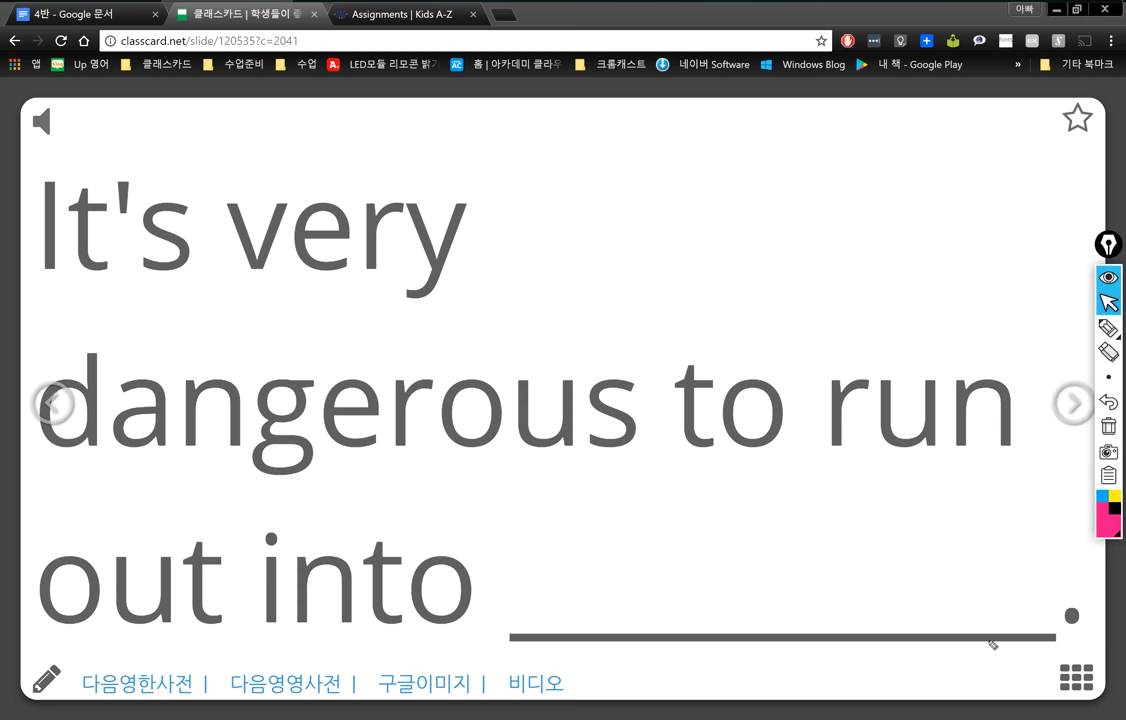 4반 - Google 문서
클래스카드 | 학생들이 좋
Assignments | Kids A-Z
아빠
classcard.net/slide/120535?c=2041
앱
Up 영어
클래스카드
수업준비
수업
LED모듈 리모콘 밝기
홈 | 아카데미 클라우
크롬캐스트
네이버 Software
Windows Blog
내 책 - Google Play
»
기타 북마크
It's very
dangerous to run
out into ____________.
다음영한사전 | 다음영영사전 | 구글이미지 | 비디오